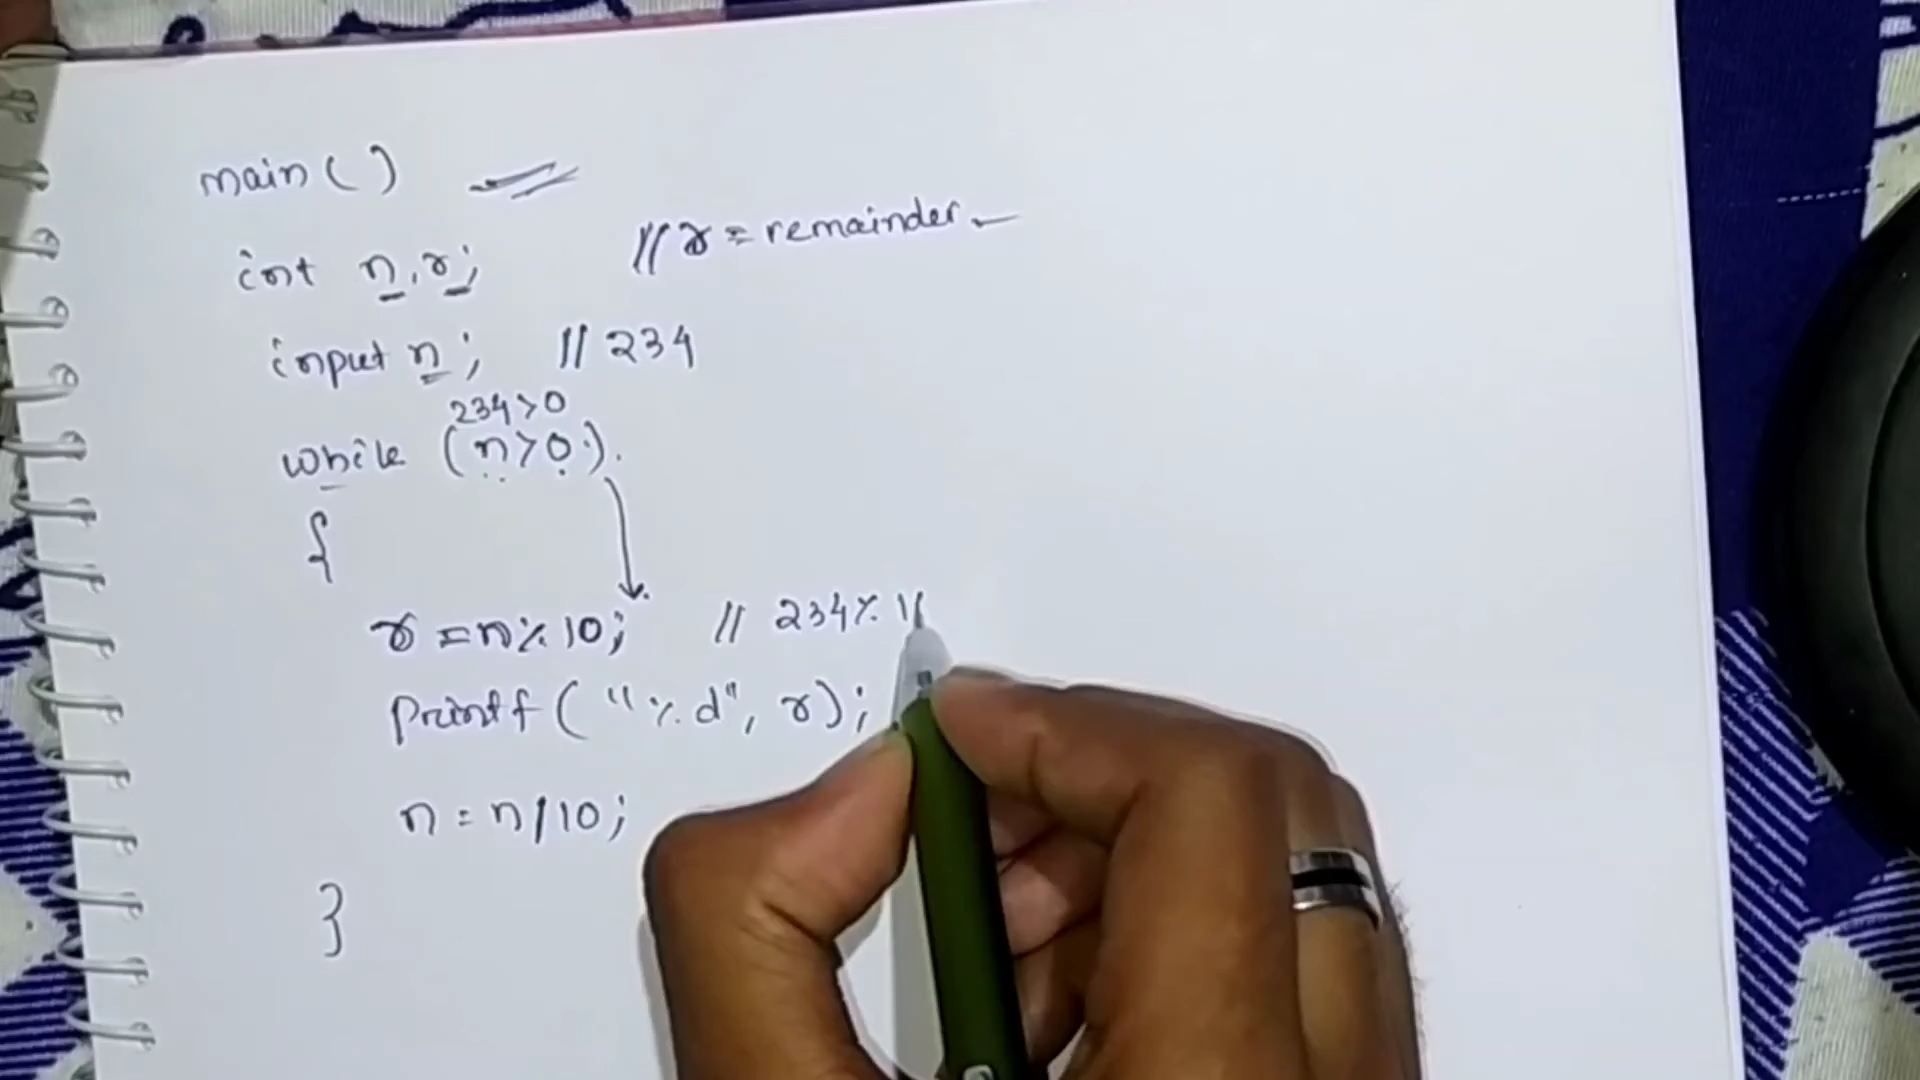 main ( )
int n, r;    // r = remainder
input n;    // 234
234 > 0
while (n > 0)
{
r = n % 10;    // 234 % 1
printf ( "%d", r);
n = n / 10;
}